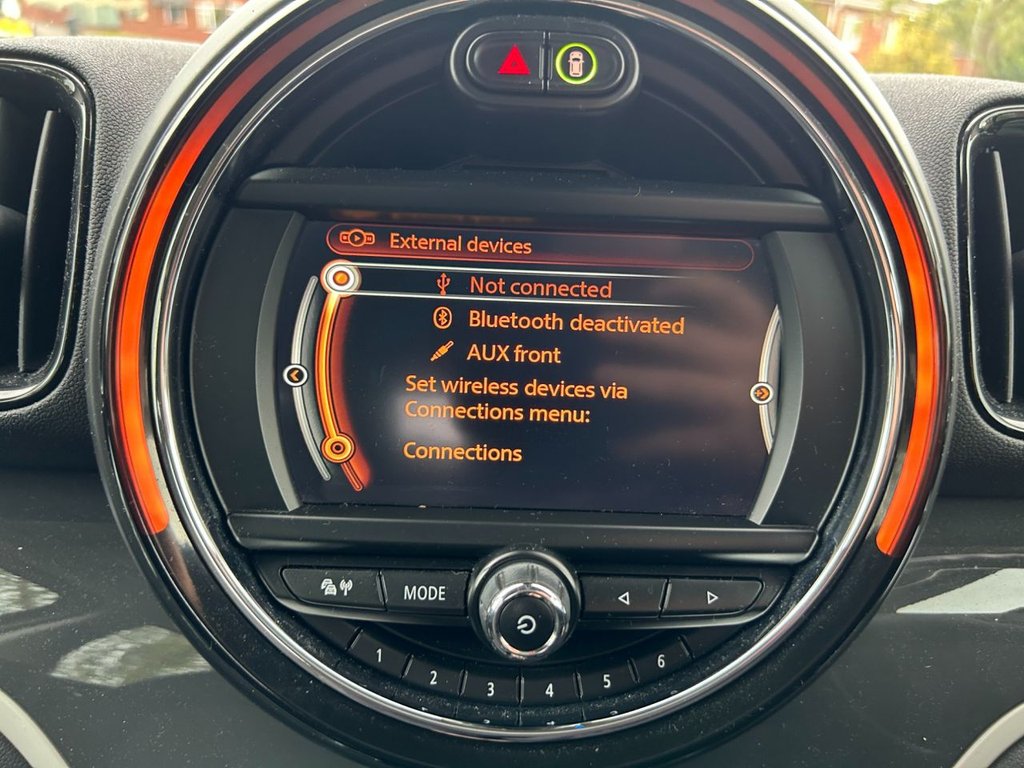 External devices
Not connected
Bluetooth deactivated
AUX front
Set wireless devices via
Connections menu:
Connections
MODE
1 2 3 4 5 6